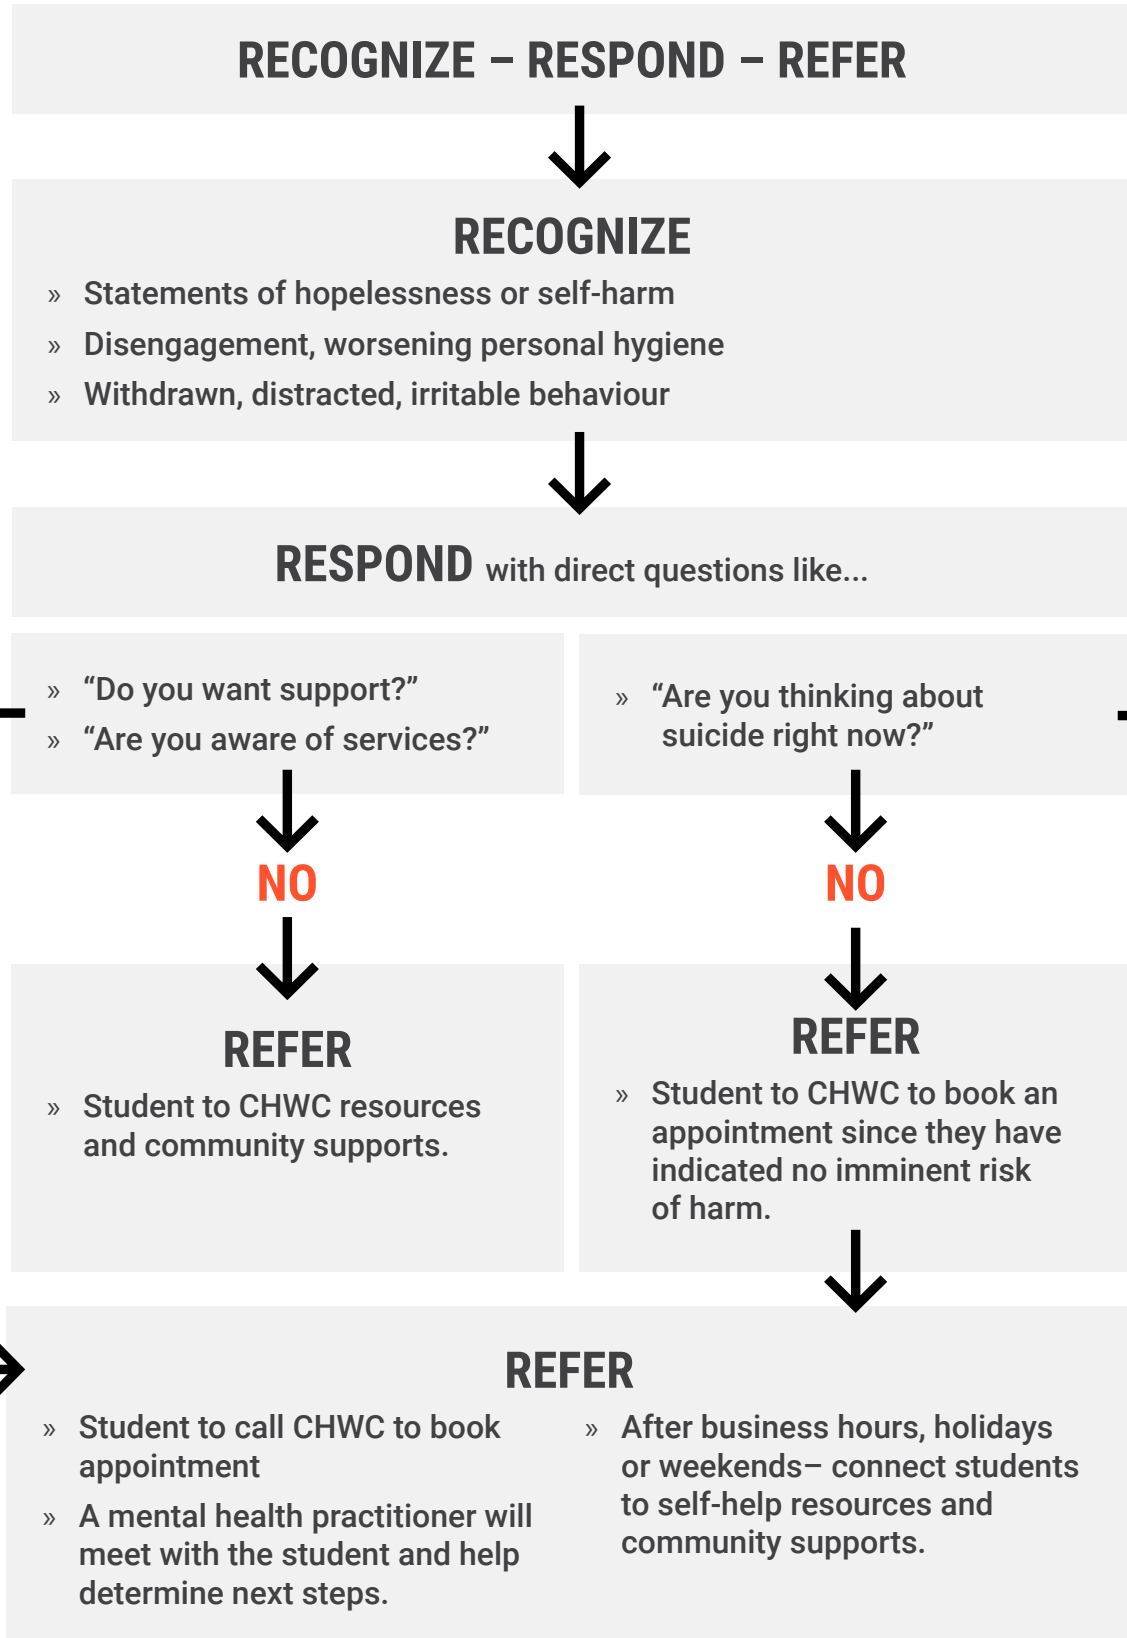 RECOGNIZE – RESPOND – REFER
RECOGNIZE
» Statements of hopelessness or self-harm
» Disengagement, worsening personal hygiene
» Withdrawn, distracted, irritable behaviour
RESPOND with direct questions like...
» “Do you want support?”
» “Are you aware of services?”
» “Are you thinking about
suicide right now?”
NO
NO
REFER
» Student to CHWC resources
and community supports.
REFER
» Student to CHWC to book an
appointment since they have
indicated no imminent risk
of harm.
REFER
» Student to call CHWC to book
appointment
» A mental health practitioner will
meet with the student and help
determine next steps.
» After business hours, holidays
or weekends– connect students
to self-help resources and
community supports.